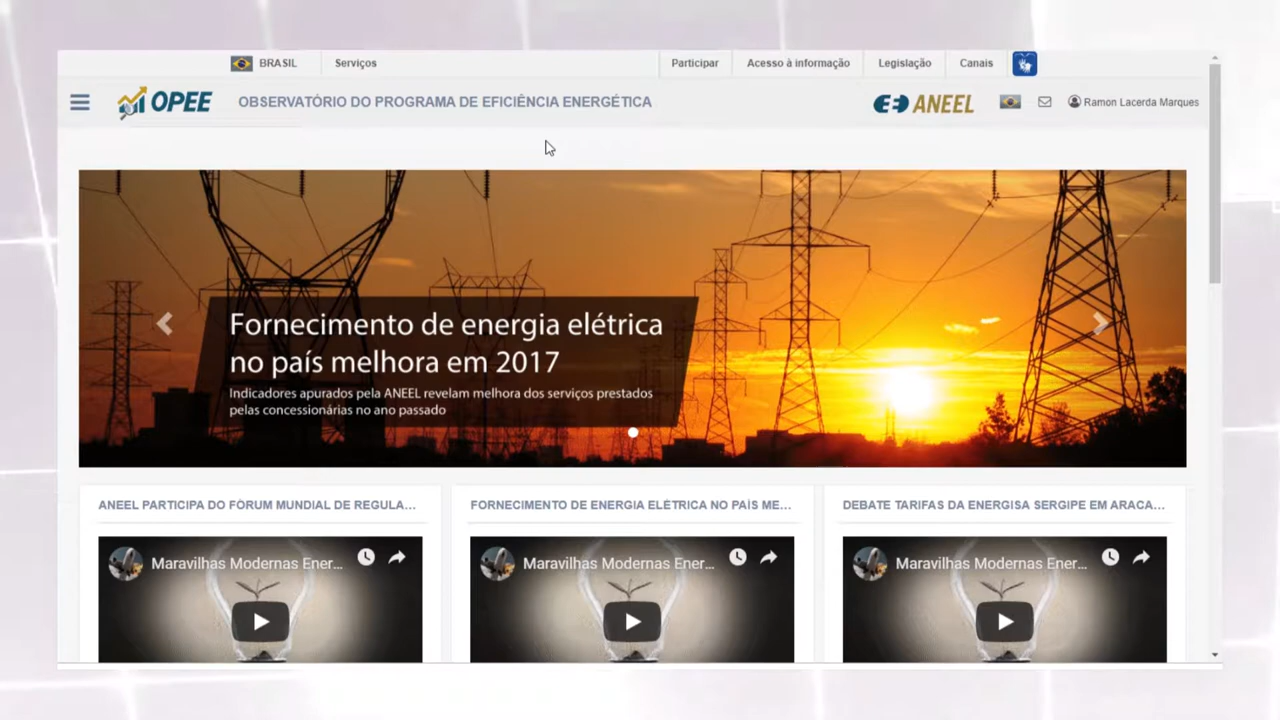 BRASIL Serviços Participar Acesso à informação Legislação Canais
OPEE OBSERVATÓRIO DO PROGRAMA DE EFICIÊNCIA ENERGÉTICA ANEEL Ramon Lacerda Marques
Fornecimento de energia elétrica
no país melhora em 2017
Indicadores apurados pela ANEEL revelam melhora dos serviços prestados
pelas concessionárias no ano passado
ANEEL PARTICIPA DO FÓRUM MUNDIAL DE REGULA...
FORNECIMENTO DE ENERGIA ELÉTRICA NO PAÍS ME...
DEBATE TARIFAS DA ENERGISA SERGIPE EM ARACA...
Maravilhas Modernas Ener...
Maravilhas Modernas Ener...
Maravilhas Modernas Ener...